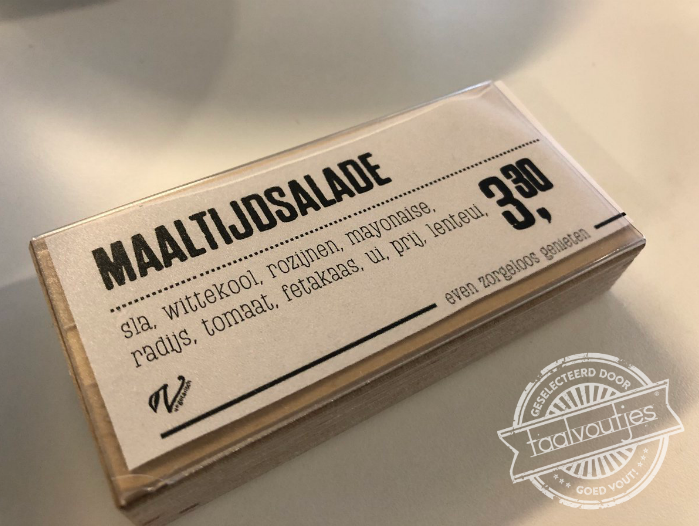 MAALTIJDSALADE
sla, wittekool, rozijnen, mayonaise,
radijs, tomaat, fetakaas, ui, prij, lenteui,
3,30
even zorgeloos genieten
vegetarisch
GESELECTEERD DOOR
taalvoutjes
GOED VOUT!